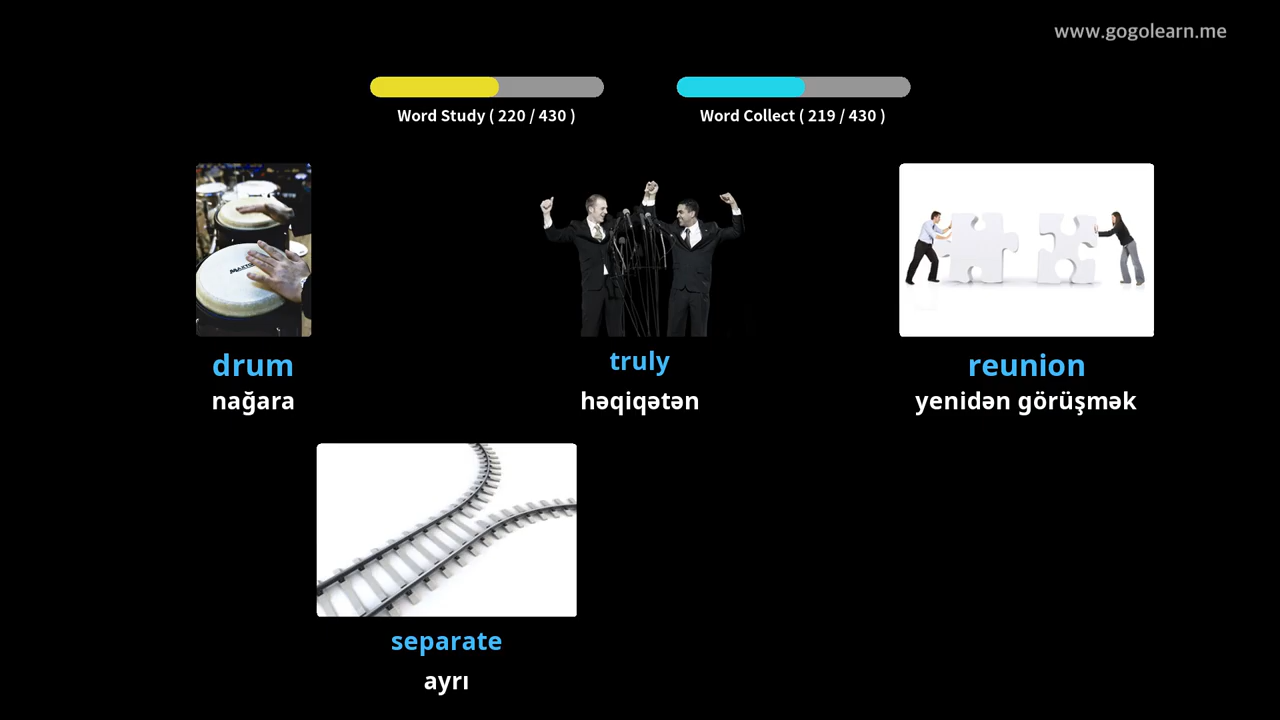 www.gogolearn.me
Word Study ( 220 / 430 )
Word Collect ( 219 / 430 )
drum
nağara
truly
həqiqətən
reunion
yenidən görüşmək
separate
ayrı